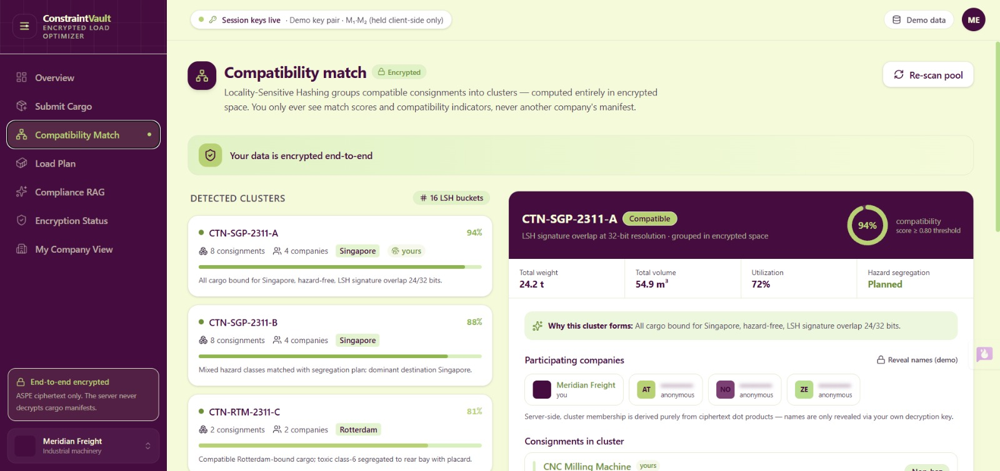 ConstraintVault
ENCRYPTED LOAD
OPTIMIZER
Overview
Submit Cargo
Compatibility Match
Load Plan
Compliance RAG
Encryption Status
My Company View
End-to-end encrypted
ASPE ciphertext only. The server never
decrypts cargo manifests.
Meridian Freight
Industrial machinery
Session keys live · Demo key pair · M₁·M₂ (held client-side only)
Demo data
ME
Compatibility match
Encrypted
Locality-Sensitive Hashing groups compatible consignments into clusters — computed entirely in encrypted
space. You only ever see match scores and compatibility indicators, never another company's manifest.
Re-scan pool
Your data is encrypted end-to-end
DETECTED CLUSTERS
# 16 LSH buckets
CTN-SGP-2311-A
94%
8 consignments 4 companies Singapore yours
All cargo bound for Singapore, hazard-free, LSH signature overlap 24/32 bits.
CTN-SGP-2311-B
88%
8 consignments 4 companies Singapore
Mixed hazard classes matched with segregation plan; dominant destination Singapore.
CTN-RTM-2311-C
81%
2 consignments 2 companies Rotterdam
Compatible Rotterdam-bound cargo; toxic class-6 segregated to rear bay with placard.
CTN-SGP-2311-A Compatible
LSH signature overlap at 32-bit resolution · grouped in encrypted space
94%
compatibility
score ≥ 0.80 threshold
Total weight
24.2 t
Total volume
54.9 m³
Utilization
72%
Hazard segregation
Planned
Why this cluster forms: All cargo bound for Singapore, hazard-free, LSH signature overlap 24/32 bits.
Participating companies
Reveal names (demo)
Meridian Freight
you
AT
anonymous
NO
anonymous
ZE
anonymous
Server-side, cluster membership is derived purely from ciphertext dot products — names are only revealed via your own decryption key.
Consignments in cluster
CNC Milling Machine yours